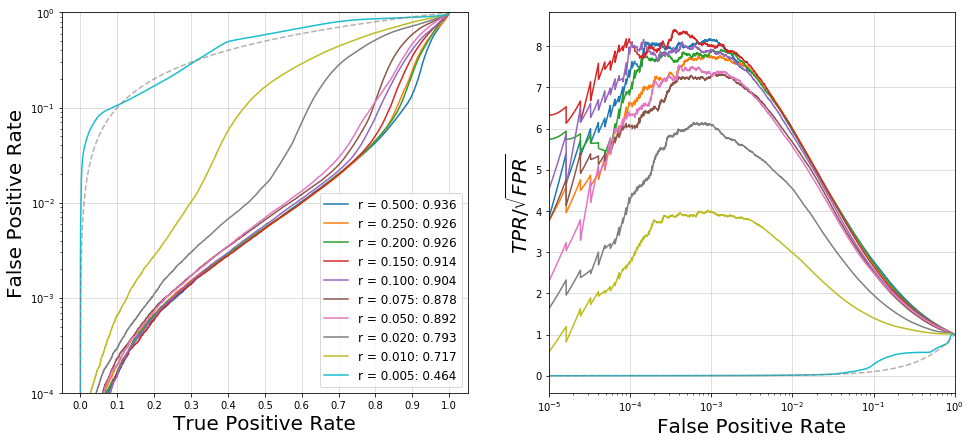 10^0
10^-1
10^-2
10^-3
10^-4
False Positive Rate
0.0 0.1 0.2 0.3 0.4 0.5 0.6 0.7 0.8 0.9 1.0
True Positive Rate
r = 0.500: 0.936
r = 0.250: 0.926
r = 0.200: 0.926
r = 0.150: 0.914
r = 0.100: 0.904
r = 0.075: 0.878
r = 0.050: 0.892
r = 0.020: 0.793
r = 0.010: 0.717
r = 0.005: 0.464
8
7
6
5
4
3
2
1
0
TPR/√FPR
10^-5 10^-4 10^-3 10^-2 10^-1 10^0
False Positive Rate